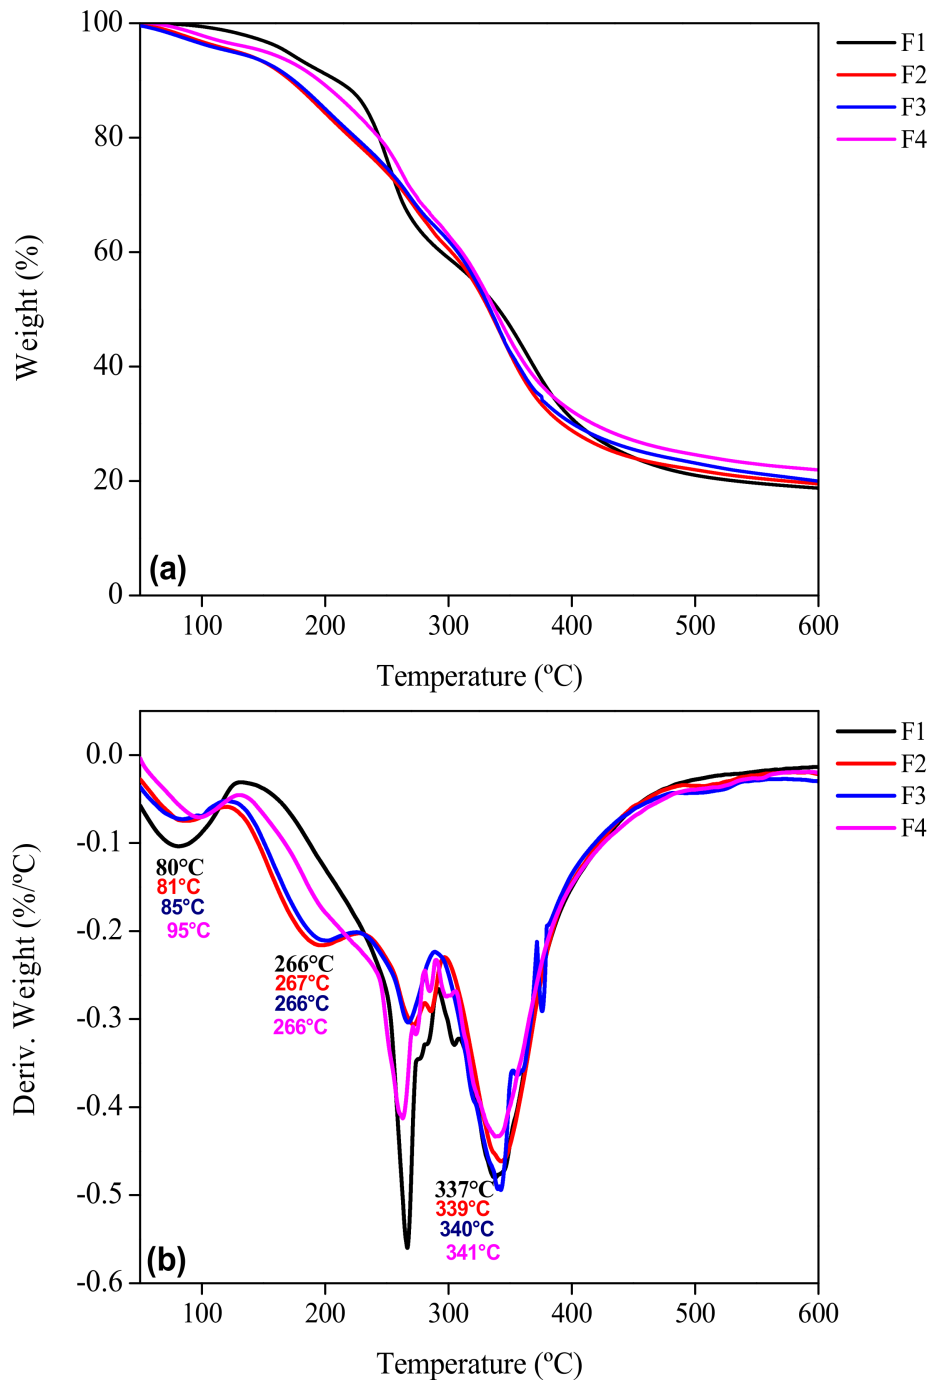 100
80
60
40
20
0
Weight (%)
(a)
100 200 300 400 500 600
Temperature (ºC)
F1
F2
F3
F4
0.0
-0.1
-0.2
-0.3
-0.4
-0.5
-0.6
Deriv. Weight (%/ºC)
80°C
81°C
85°C
95°C
266°C
267°C
266°C
266°C
337°C
339°C
340°C
341°C
(b)
100 200 300 400 500 600
Temperature (ºC)
F1
F2
F3
F4